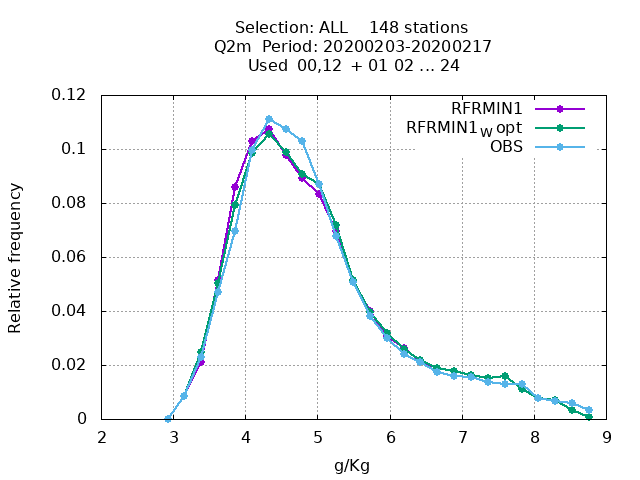 Selection: ALL    148 stations
Q2m  Period: 20200203-20200217
Used  00,12  + 01 02 ... 24
0.12
0.1
0.08
0.06
0.04
0.02
0
2 3 4 5 6 7 8 9
Relative frequency
g/Kg
RFRMIN1
RFRMIN1_W opt
OBS